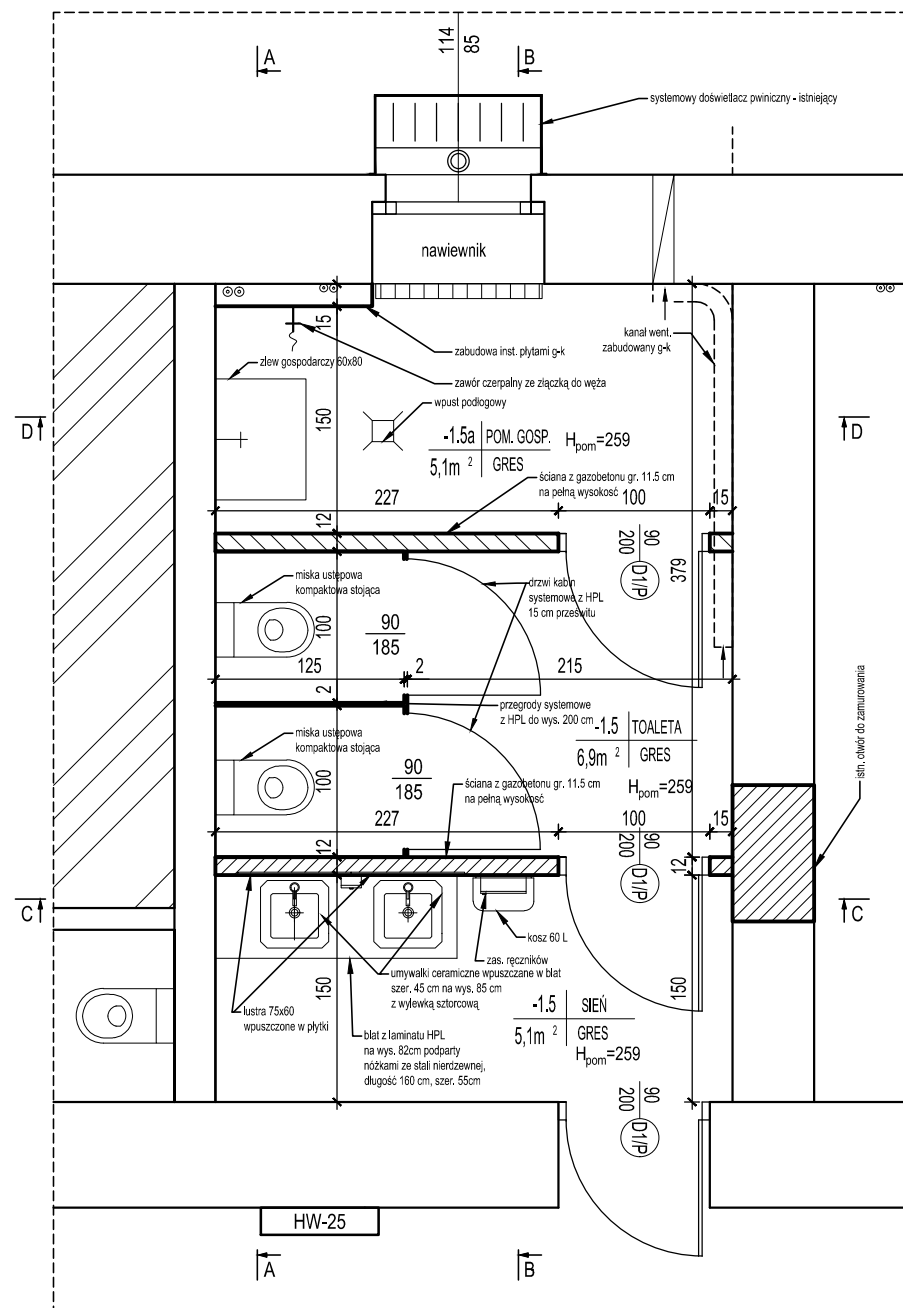 A
114
85
B
systemowy doświetlacz pwiniczny - istniejący
nawiewnik
15
zlew gospodarczy 60x80
zabudowa inst. płytami g-k
kanał went.
zabudowany g-k
zawór czerpalny ze złączką do węża
wpust podłogowy
D
150
D
-1.5a POM. GOSP. Hpom=259
5,1m 2 GRES
ściana z gazobetonu gr. 11.5 cm
na pełną wysokosć
227
100
15
12
90
200
D1/P
379
miska ustępowa
kompaktowa stojąca
drzwi kabin
systemowe z HPL
15 cm prześwitu
100
90
185
125
2
215
2
przegrody systemowe
z HPL do wys. 200 cm
-1.5 TOALETA
6,9m 2 GRES
Hpom=259
istn. otwór do zamurowania
miska ustępowa
kompaktowa stojąca
100
90
185
ściana z gazobetonu gr. 11.5 cm
na pełną wysokosć
227
100
15
12
90
200
D1/P
12
C
C
kosz 60 L
zas. ręczników
umywalki ceramiczne wpuszczane w blat
szer. 45 cm na wys. 85 cm
z wylewką sztorcową
150
150
lustra 75x60
wpuszczone w płytki
-1.5 SIEŃ
5,1m 2 GRES
Hpom=259
blat z laminatu HPL
na wys. 82cm podparty
nóżkami ze stali nierdzewnej,
długość 160 cm, szer. 55cm
90
200
D1/P
HW-25
A
B